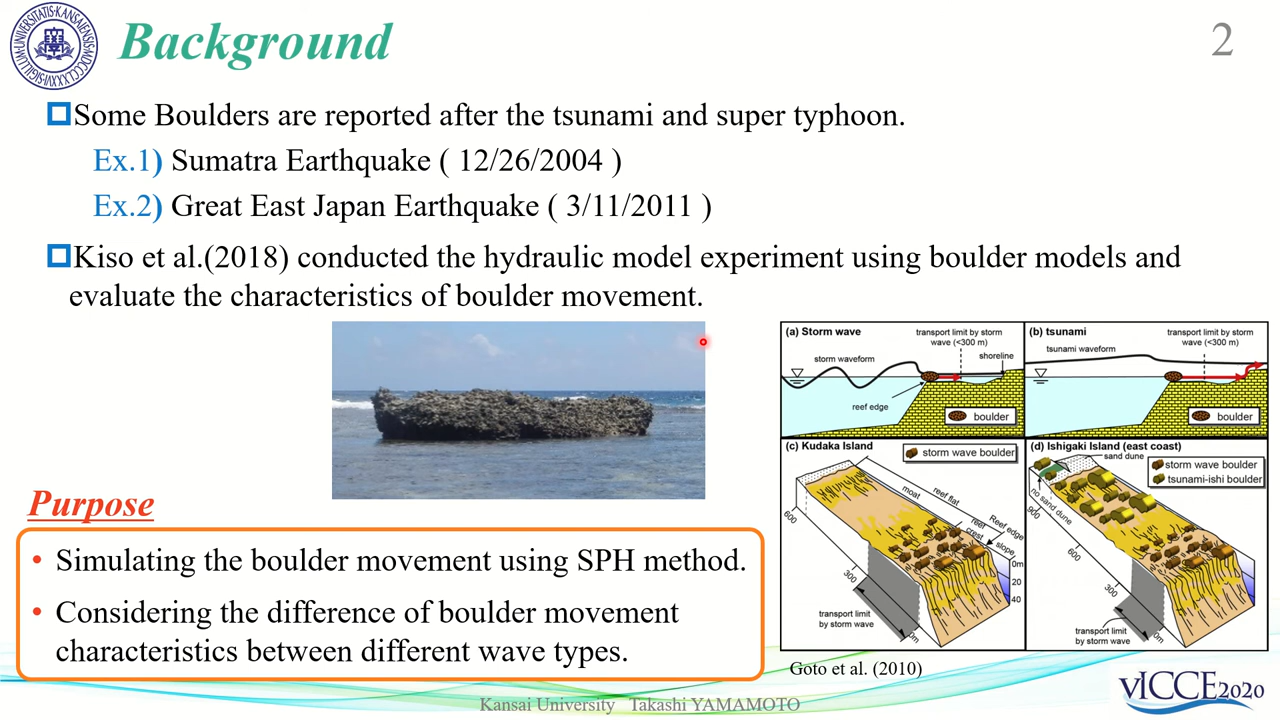 Background
2
Some Boulders are reported after the tsunami and super typhoon.
Ex.1) Sumatra Earthquake ( 12/26/2004 )
Ex.2) Great East Japan Earthquake ( 3/11/2011 )
Kiso et al.(2018) conducted the hydraulic model experiment using boulder models and
evaluate the characteristics of boulder movement.
(a) Storm wave
transport limit by storm
wave (<300 m)
storm waveform
shoreline
reef edge
boulder
(b) tsunami
transport limit by storm
wave (<300 m)
tsunami waveform
boulder
(c) Kudaka Island
storm wave boulder
moat
reef flat
Reef edge
reef
crest
slope
600
300
0m
0m
20
40
transport limit
by storm wave
(d) Ishigaki Island (east coast)
sand dune
storm wave boulder
tsunami-ishi boulder
no sand dune
900
600
300
0m
transport limit
by storm wave
Goto et al. (2010)
Purpose
• Simulating the boulder movement using SPH method.
• Considering the difference of boulder movement
characteristics between different wave types.
Kansai University Takashi YAMAMOTO
vICCE2020